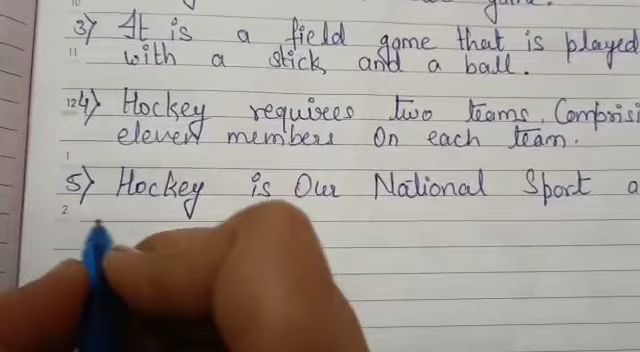 game.
3) It is a field game that is played
with a stick and a ball.
4) Hockey requires two teams, Comprisi
eleven members On each team.
5) Hockey is Our National Sport a